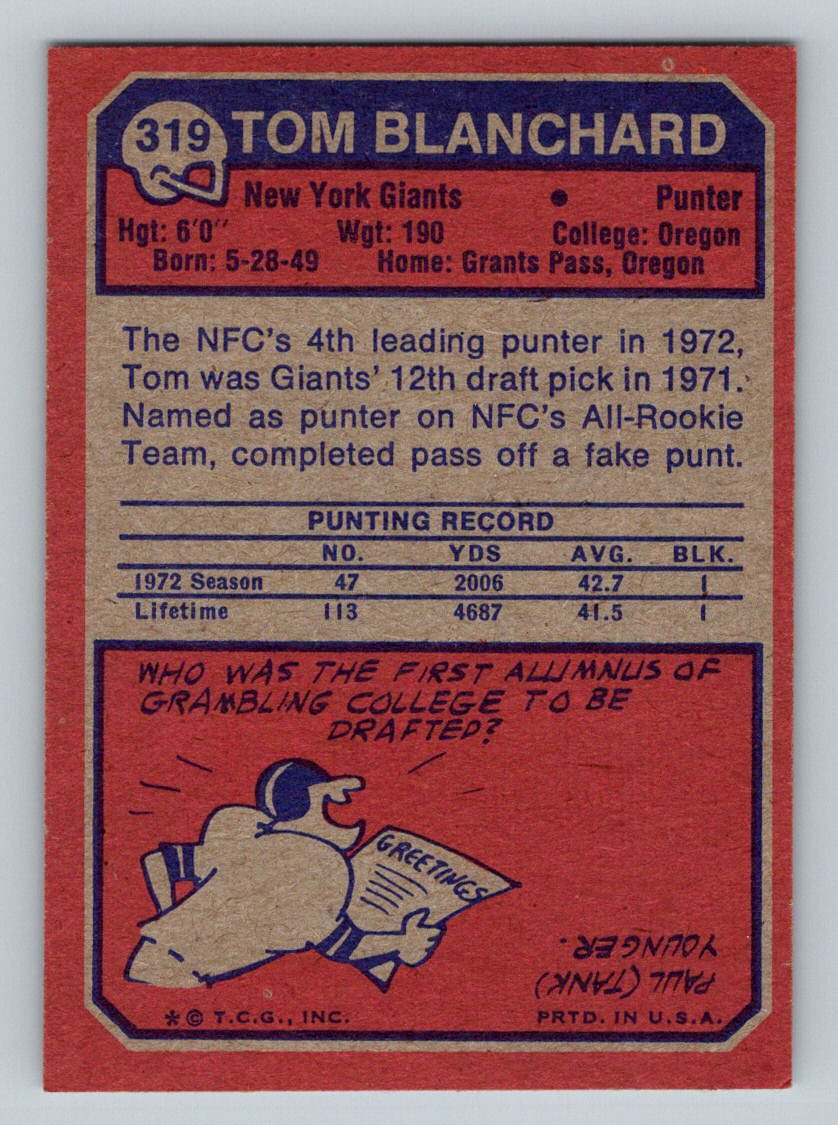 319 TOM BLANCHARD
New York Giants • Punter
Hgt: 6'0" Wgt: 190 College: Oregon
Born: 5-28-49 Home: Grants Pass, Oregon
The NFC's 4th leading punter in 1972,
Tom was Giants' 12th draft pick in 1971.
Named as punter on NFC's All-Rookie
Team, completed pass off a fake punt.
PUNTING RECORD
NO. YDS AVG. BLK.
1972 Season 47 2006 42.7 1
Lifetime 113 4687 41.5 1
WHO WAS THE FIRST ALUMNUS OF
GRAMBLING COLLEGE TO BE
DRAFTED?
GREETINGS
PAUL (TANK)
YOUNGER.
*© T.C.G., INC. PRTD. IN U.S.A.